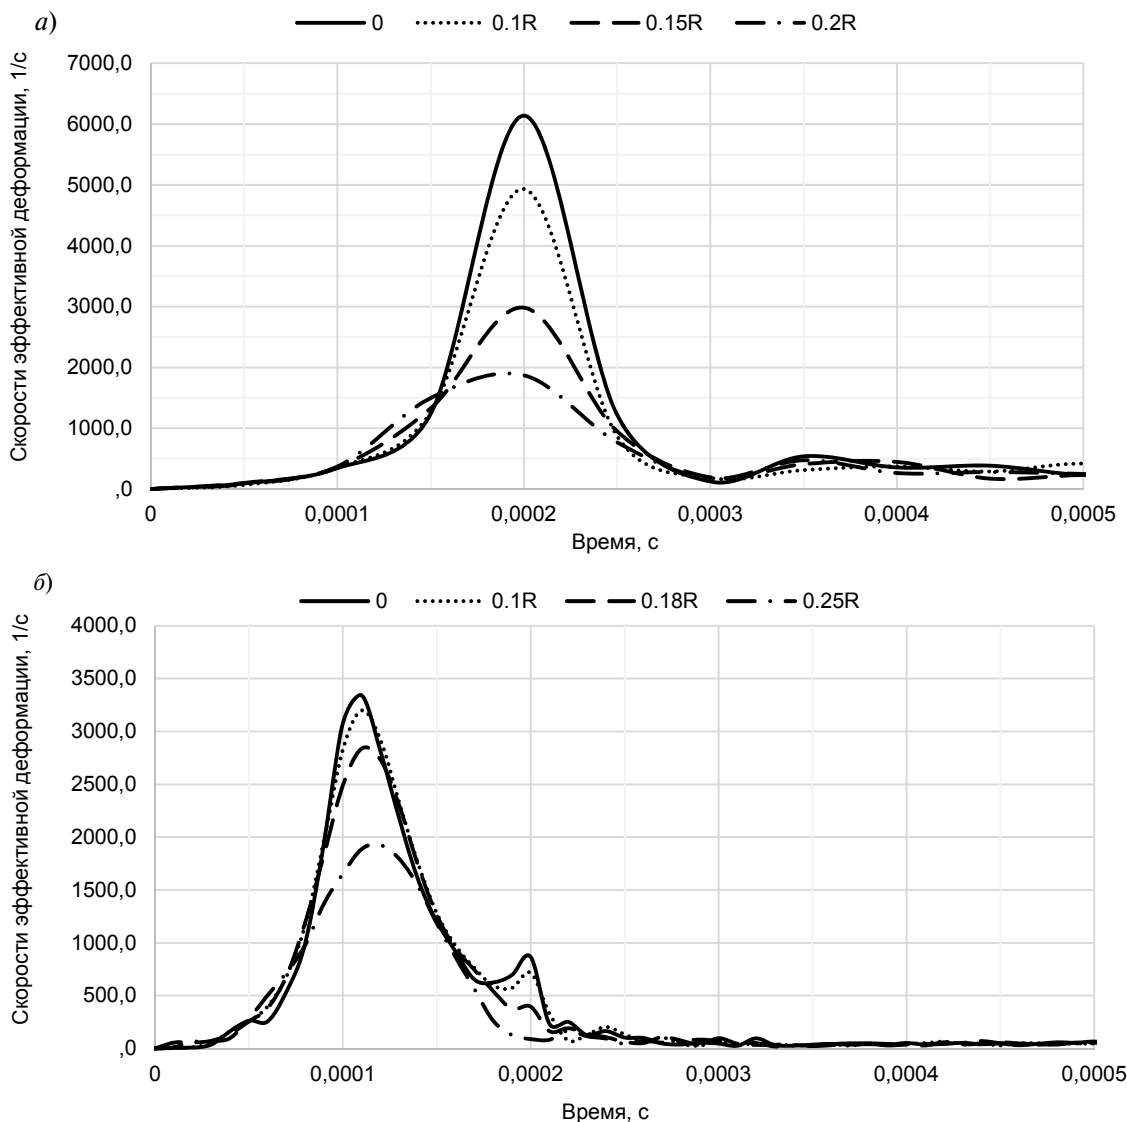 а)
0 0.1R 0.15R 0.2R
Скорости эффективной деформации, 1/с
7000,0
6000,0
5000,0
4000,0
3000,0
2000,0
1000,0
,0
0 0,0001 0,0002 0,0003 0,0004 0,0005
Время, с
б)
0 0.1R 0.18R 0.25R
Скорости эффективной деформации, 1/с
4000,0
3500,0
3000,0
2500,0
2000,0
1500,0
1000,0
500,0
,0
0 0,0001 0,0002 0,0003 0,0004 0,0005
Время, с